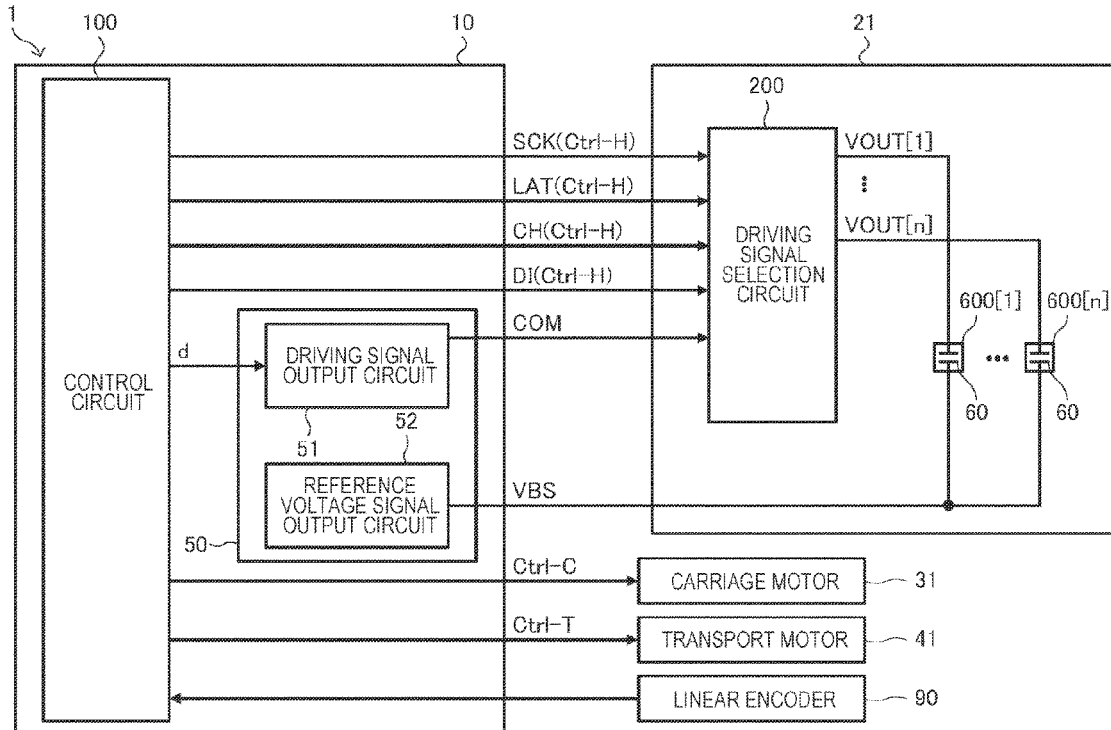 1
100
10
21
200
SCK(Ctrl-H)
LAT(Ctrl-H)
CH(Ctrl-H)
DI(Ctrl-H)
COM
VOUT[1]
VOUT[n]
DRIVING
SIGNAL
SELECTION
CIRCUIT
600[1]
600[n]
60
60
CONTROL
CIRCUIT
d
DRIVING SIGNAL
OUTPUT CIRCUIT
51
52
REFERENCE
VOLTAGE SIGNAL
OUTPUT CIRCUIT
50
VBS
Ctrl-C
CARRIAGE MOTOR
31
Ctrl-T
TRANSPORT MOTOR
41
LINEAR ENCODER
90